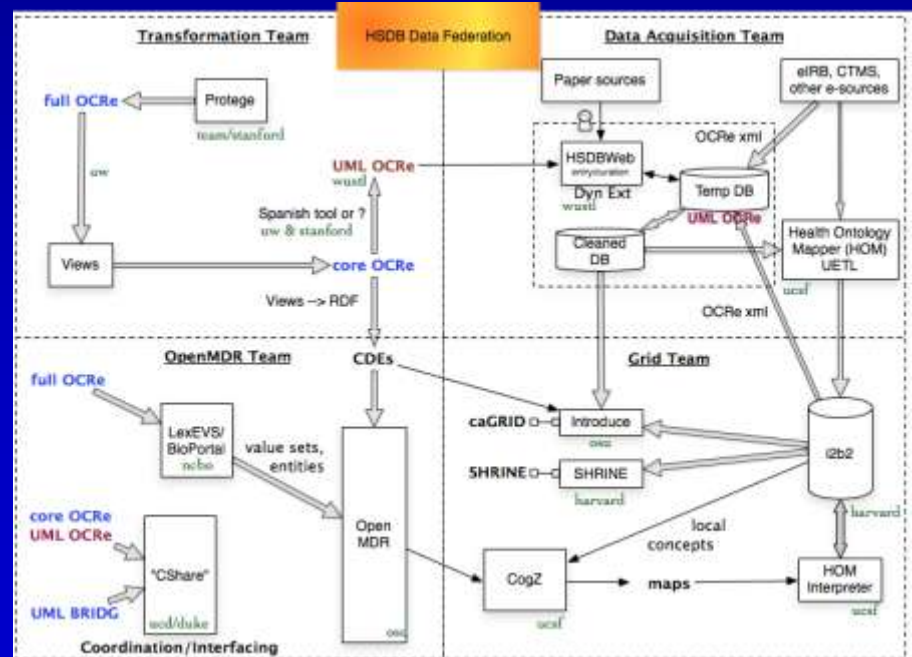 HSDB Data Federation
Transformation Team
full OCRe
Protege
team/stanford
uw
UML OCRe
wustl
Spanish tool or ?
uw & stanford
Views
core OCRe
Views --> RDF
Data Acquisition Team
Paper sources
eIRB, CTMS,
other e-sources
OCRe xml
HSDBWeb
entry/curation
Dyn Ext
wustl
Temp DB
UML OCRe
Cleaned
DB
Health Ontology
Mapper (HOM)
UETL
ucsf
OCRe xml
OpenMDR Team
CDEs
full OCRe
LexEVS/
BioPortal
ncbo
value sets,
entities
core OCRe
UML OCRe
"CShare"
UML BRIDG
ucd/duke
Open
MDR
osu
Coordination/Interfacing
Grid Team
caGRID
Introduce
osu
SHRINE
SHRINE
harvard
i2b2
harvard
local
concepts
CogZ
ucsf
maps
HOM
Interpreter
ucsf